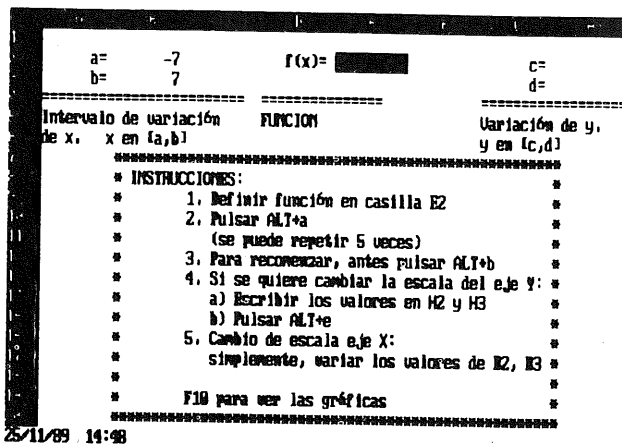 a= -7 f(x)= c=
b= 7 d=
Intervalo de variación FUNCION Variación de y.
de x. x en [a,b] y en [c,d]
INSTRUCCIONES:
1. Definir función en casilla E2
2. Pulsar ALT+a
(se puede repetir 5 veces)
3. Para recomenzar, antes pulsar ALT+b
4. Si se quiere cambiar la escala del eje Y:
a) Escribir los valores en H2 y H3
b) Pulsar ALT+e
5. Cambio de escala eje X:
simplemente, variar los valores de B2, B3
F10 para ver las gráficas
25/11/89 14:48